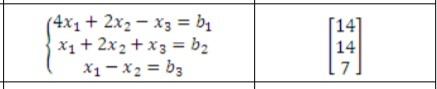 4x₁ + 2x₂ − x₃ = b₁
x₁ + 2x₂ + x₃ = b₂
x₁ − x₂ = b₃
14
14
7